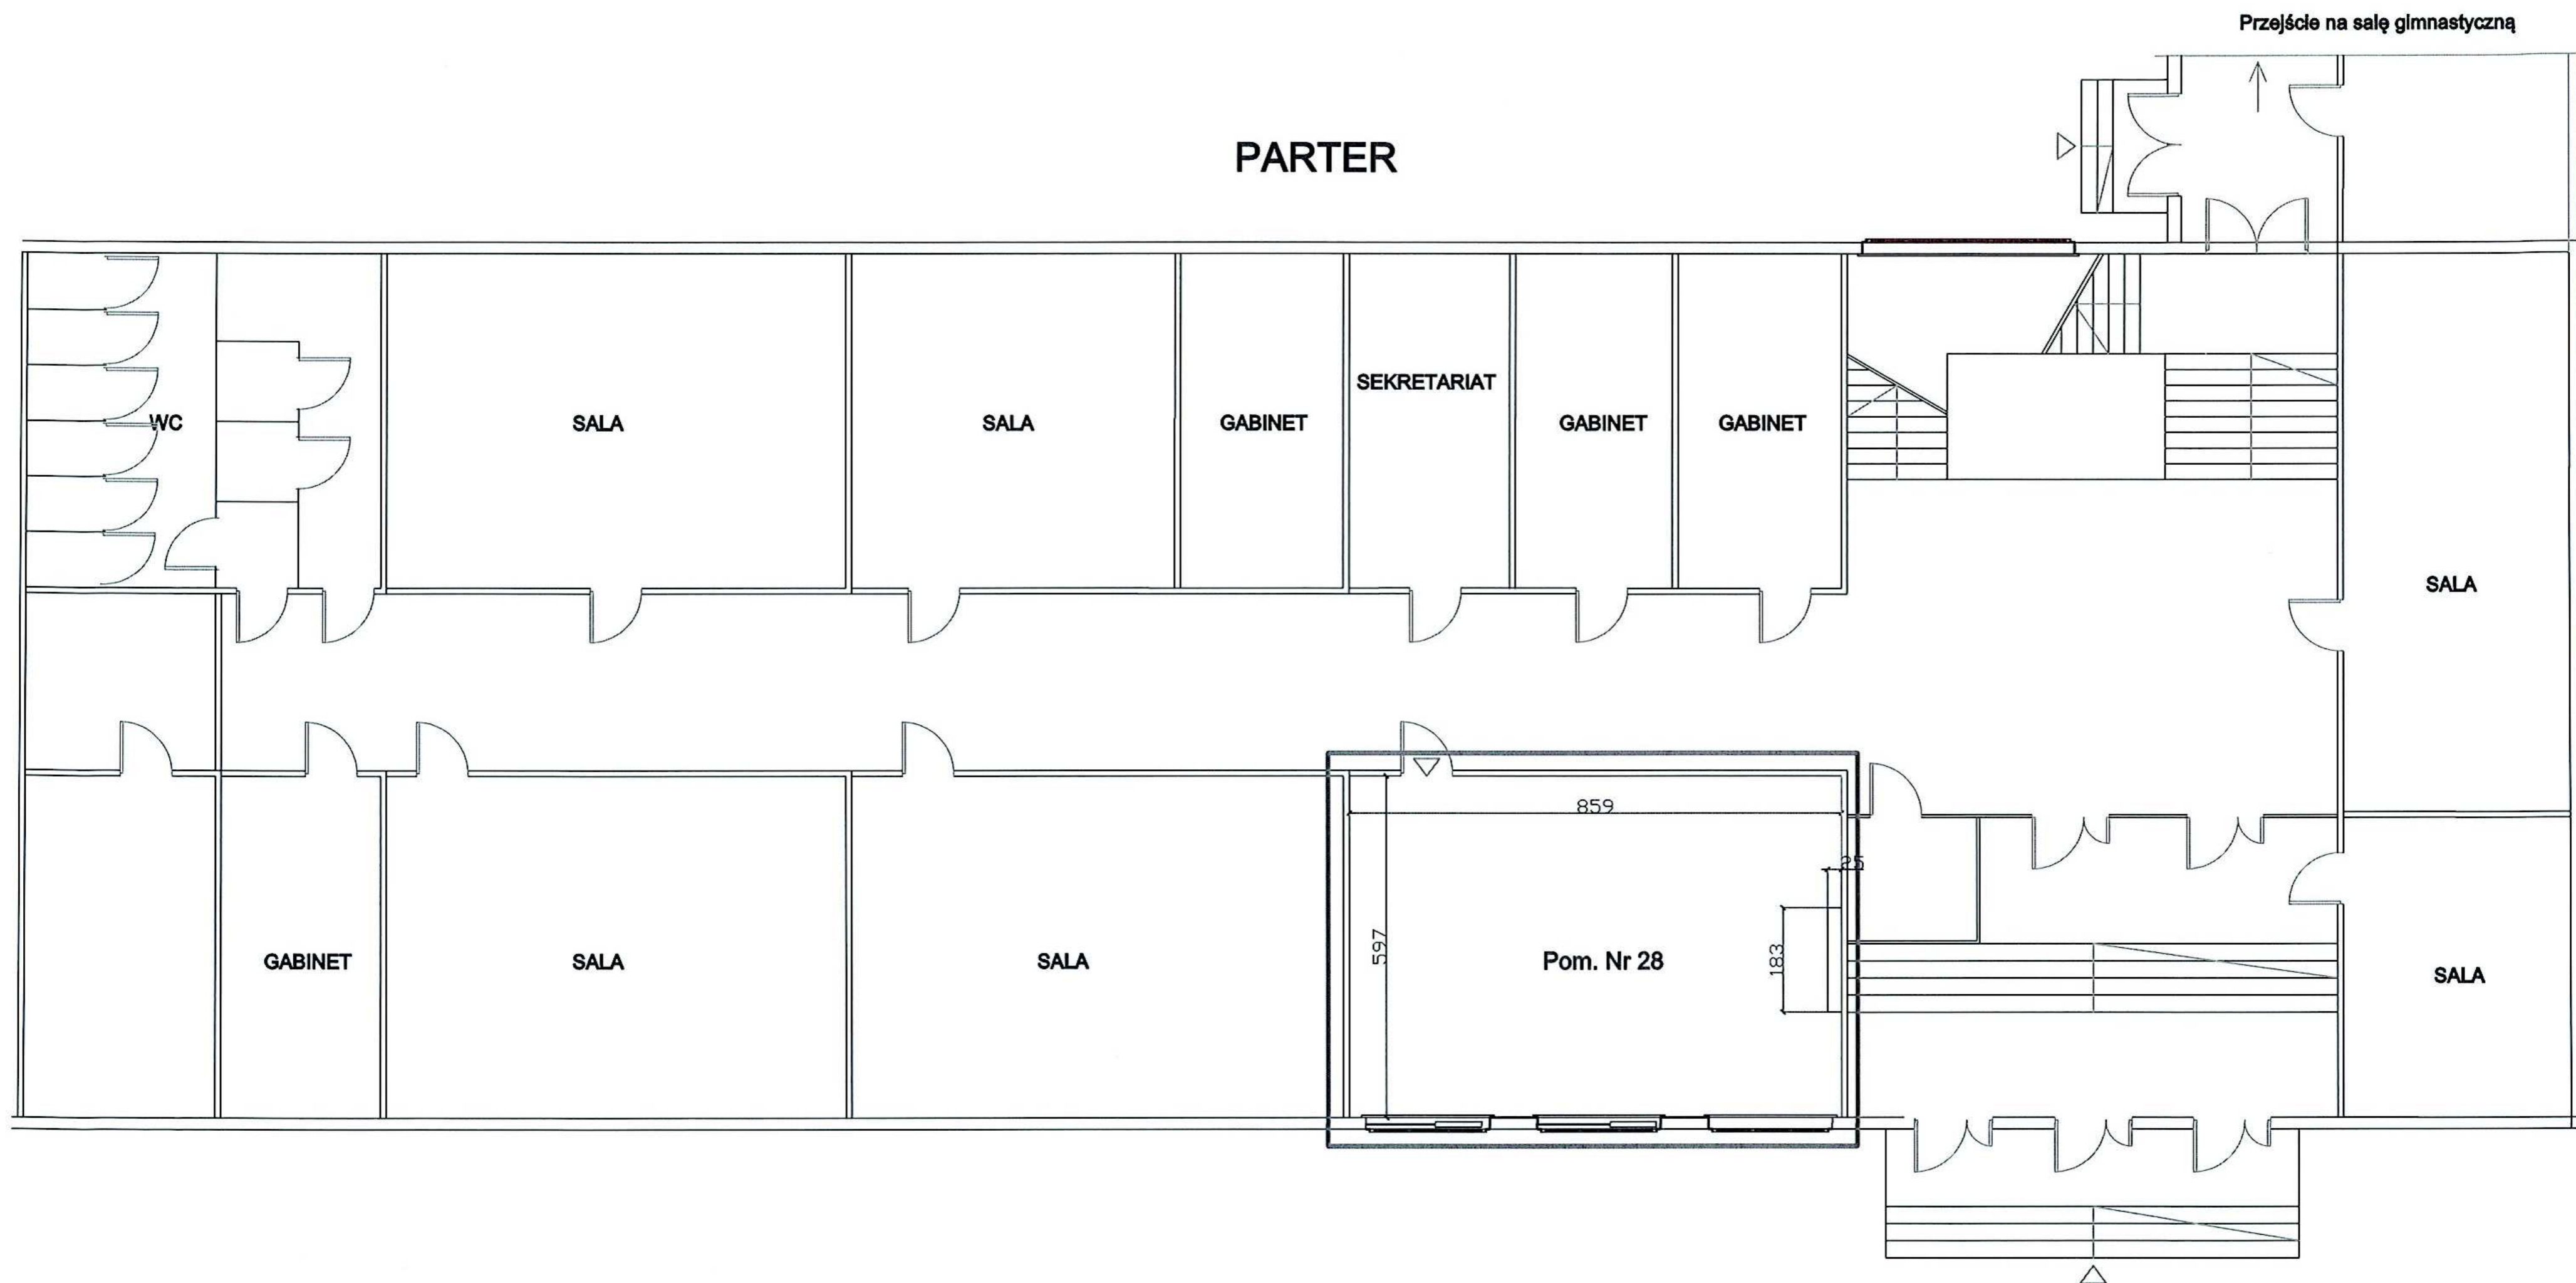 Przejście na salę gimnastyczną
PARTER
SEKRETARIAT
WC
SALA
SALA
GABINET
GABINET
GABINET
SALA
859
25
597
183
GABINET
SALA
SALA
Pom. Nr 28
SALA